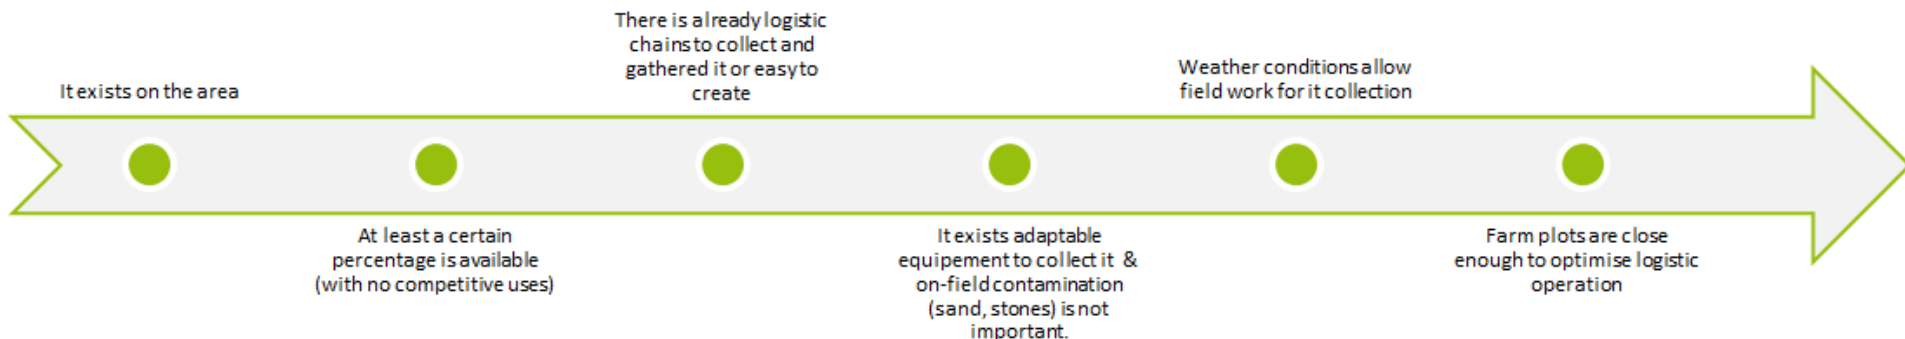 It exists on the area
At least a certain
percentage is available
(with no competitive uses)
There is already logistic
chains to collect and
gathered it or easy to
create
It exists adaptable
equipement to collect it &
on-field contamination
(sand, stones) is not
important.
Weather conditions allow
field work for it collection
Farm plots are close
enough to optimise logistic
operation